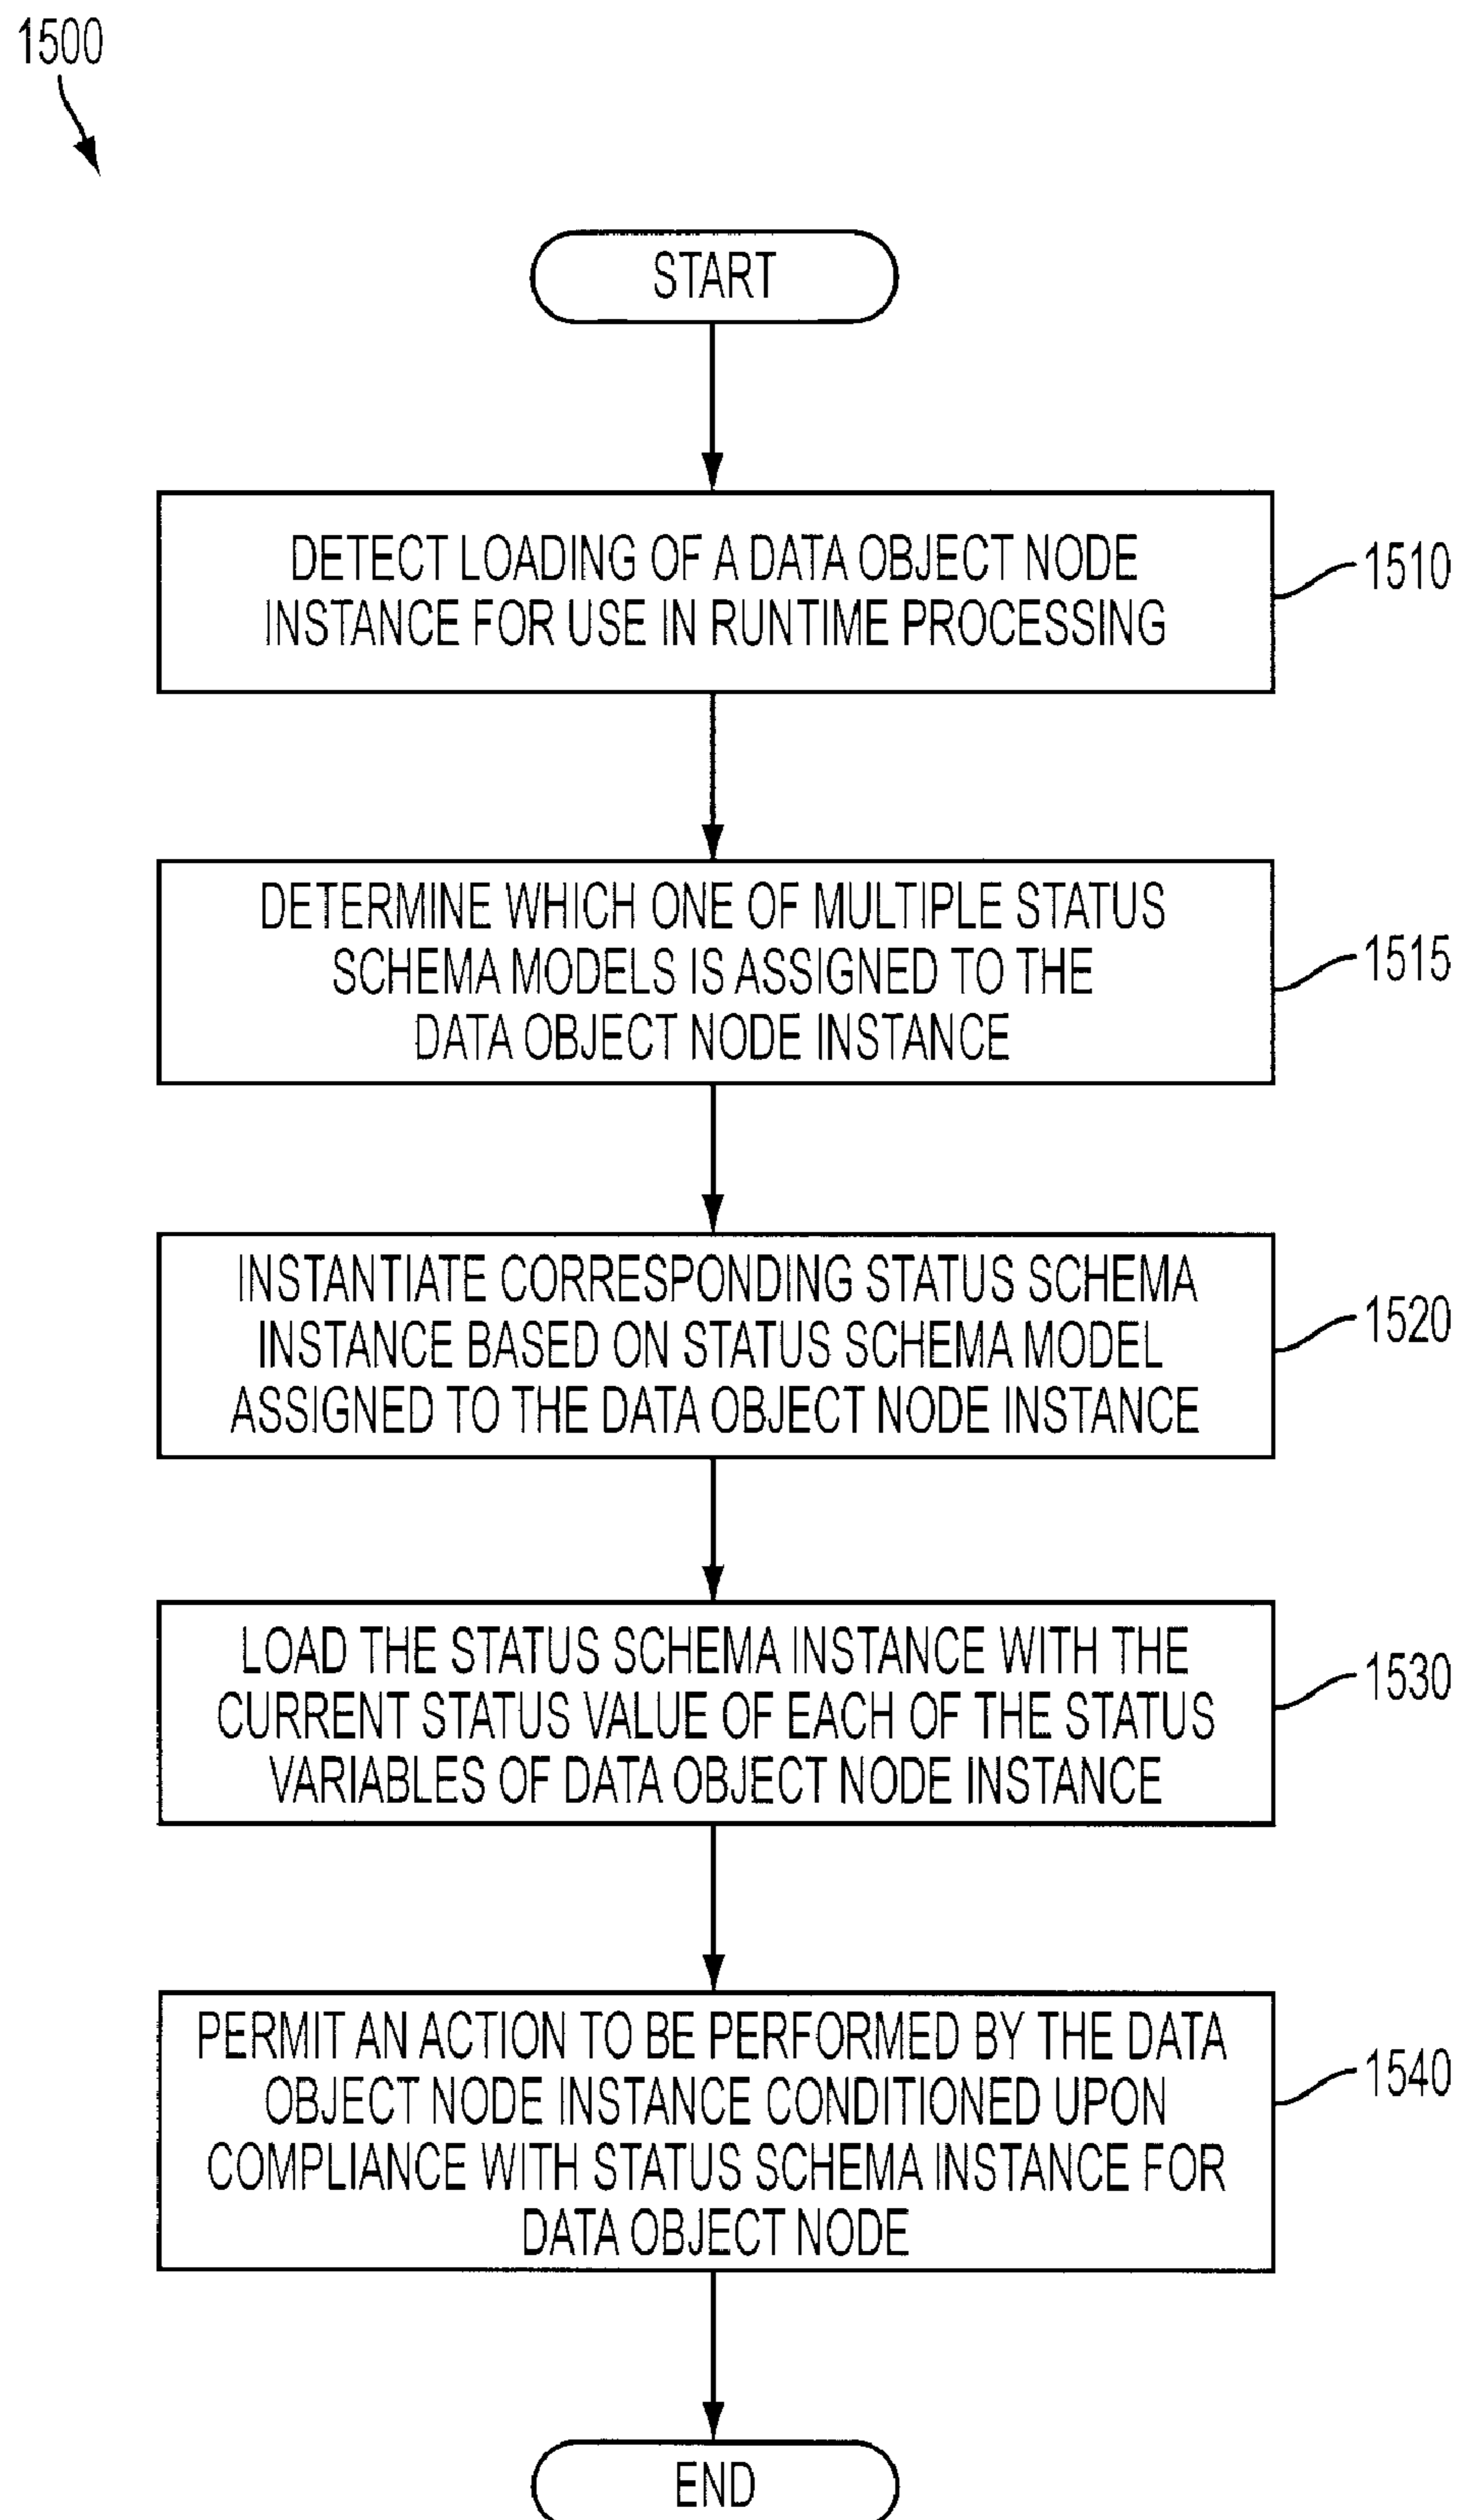 1500
START
DETECT LOADING OF A DATA OBJECT NODE
INSTANCE FOR USE IN RUNTIME PROCESSING
1510
DETERMINE WHICH ONE OF MULTIPLE STATUS
SCHEMA MODELS IS ASSIGNED TO THE
DATA OBJECT NODE INSTANCE
1515
INSTANTIATE CORRESPONDING STATUS SCHEMA
INSTANCE BASED ON STATUS SCHEMA MODEL
ASSIGNED TO THE DATA OBJECT NODE INSTANCE
1520
LOAD THE STATUS SCHEMA INSTANCE WITH THE
CURRENT STATUS VALUE OF EACH OF THE STATUS
VARIABLES OF DATA OBJECT NODE INSTANCE
1530
PERMIT AN ACTION TO BE PERFORMED BY THE DATA
OBJECT NODE INSTANCE CONDITIONED UPON
COMPLIANCE WITH STATUS SCHEMA INSTANCE FOR
DATA OBJECT NODE
1540
END